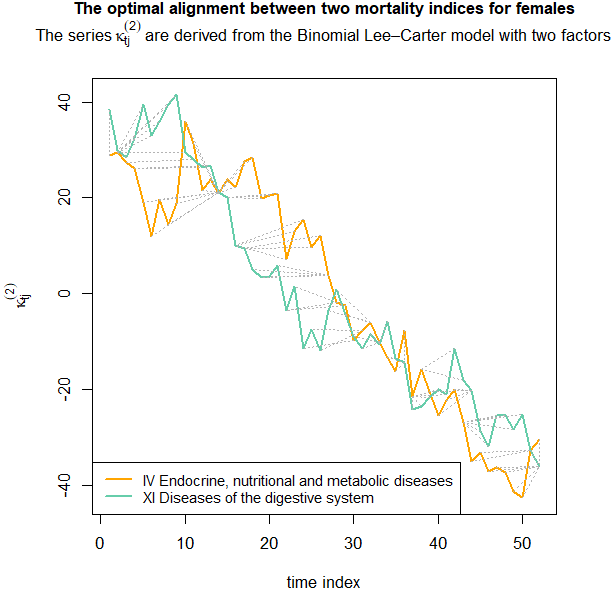 The optimal alignment between two mortality indices for females
The series κ_tj^(2) are derived from the Binomial Lee–Carter model with two factors
κ_tj^(2)
40
20
0
-20
-40
IV Endocrine, nutritional and metabolic diseases
XI Diseases of the digestive system
0 10 20 30 40 50
time index